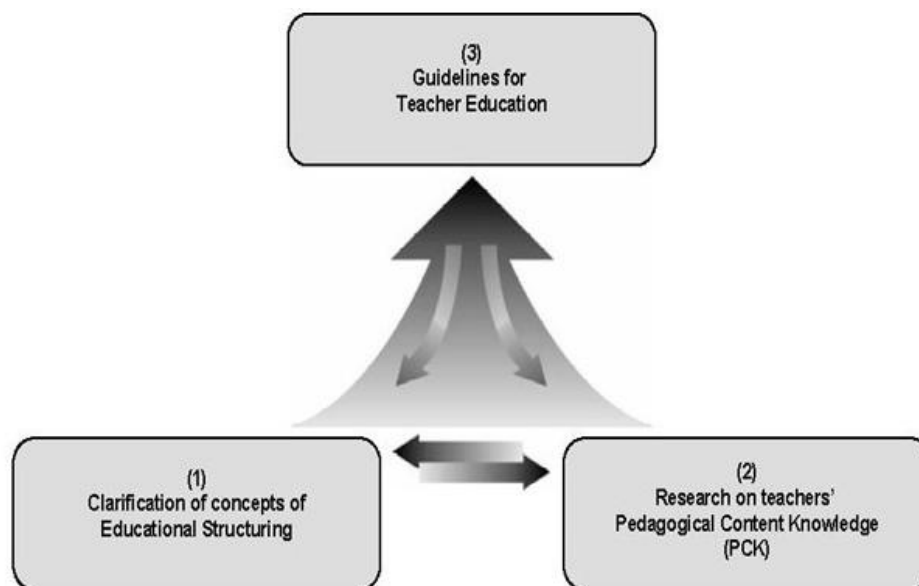 (3)
Guidelines for
Teacher Education
(1)
Clarification of concepts of
Educational Structuring
(2)
Research on teachers'
Pedagogical Content Knowledge
(PCK)